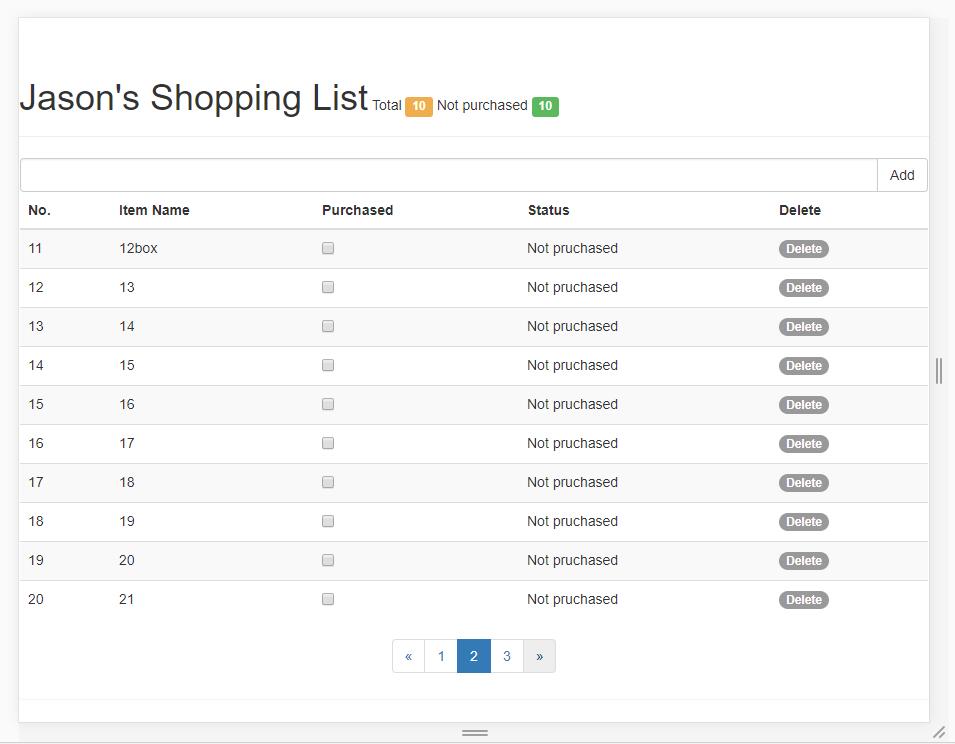 Jason's Shopping List Total 10 Not purchased 10
Add
No. Item Name Purchased Status Delete
11 12box Not pruchased Delete
12 13 Not pruchased Delete
13 14 Not pruchased Delete
14 15 Not pruchased Delete
15 16 Not pruchased Delete
16 17 Not pruchased Delete
17 18 Not pruchased Delete
18 19 Not pruchased Delete
19 20 Not pruchased Delete
20 21 Not pruchased Delete
« 1 2 3 »